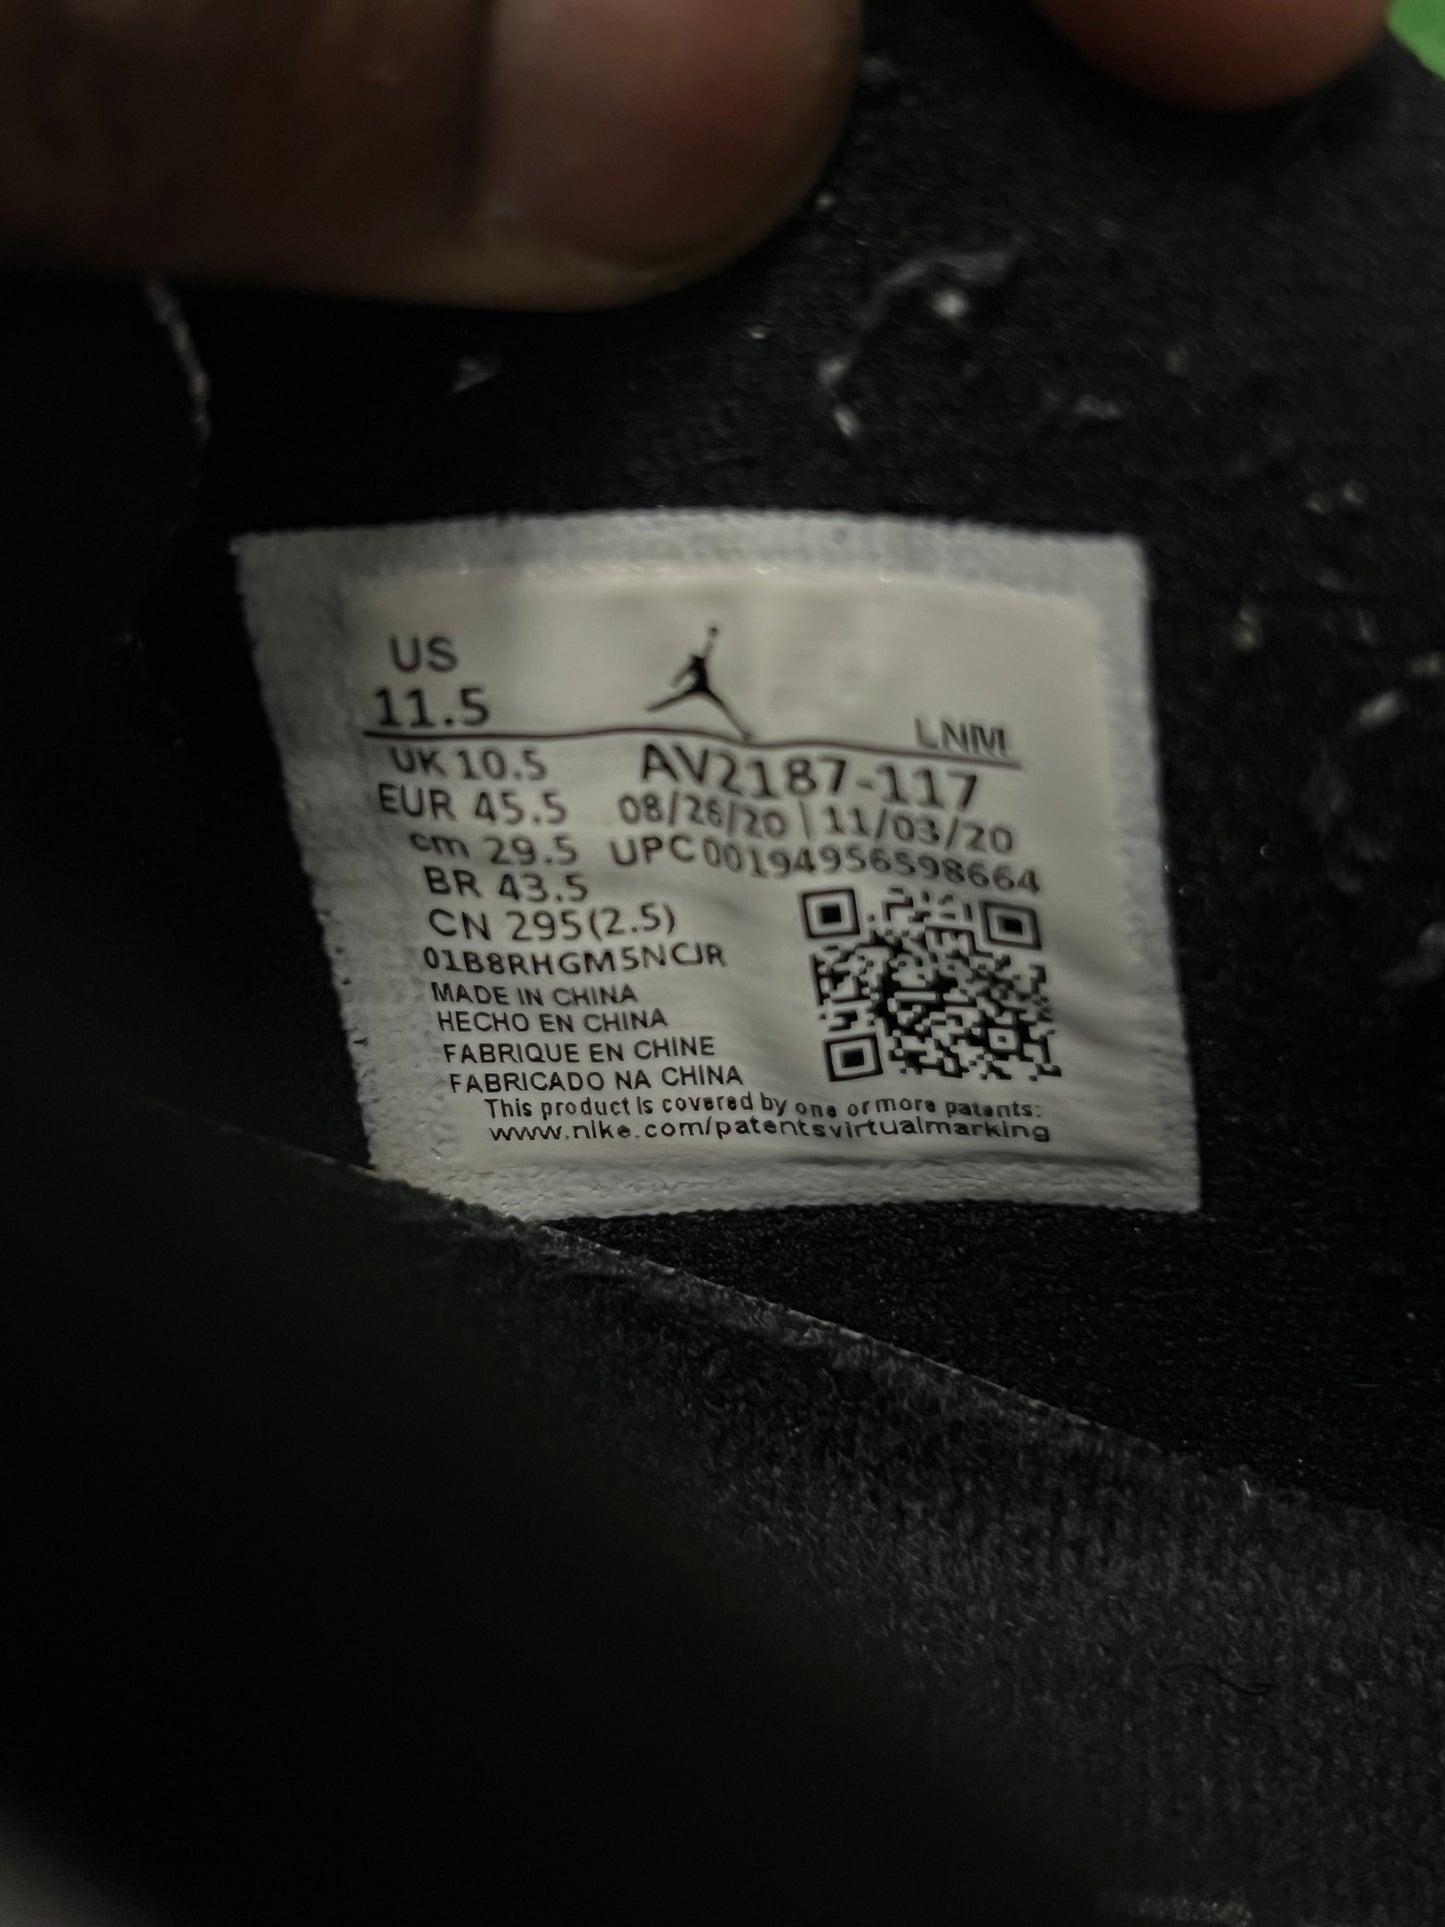 US
11.5
LNM
UK 10.5
AV2187-117
EUR 45.5
08/26/20 | 11/03/20
cm 29.5
UPC00194956598664
BR 43.5
CN 295(2.5)
01B8RHGM5NCJR
MADE IN CHINA
HECHO EN CHINA
FABRIQUE EN CHINE
FABRICADO NA CHINA
This product is covered by one or more patents:
www.nike.com/patentsvirtualmarking